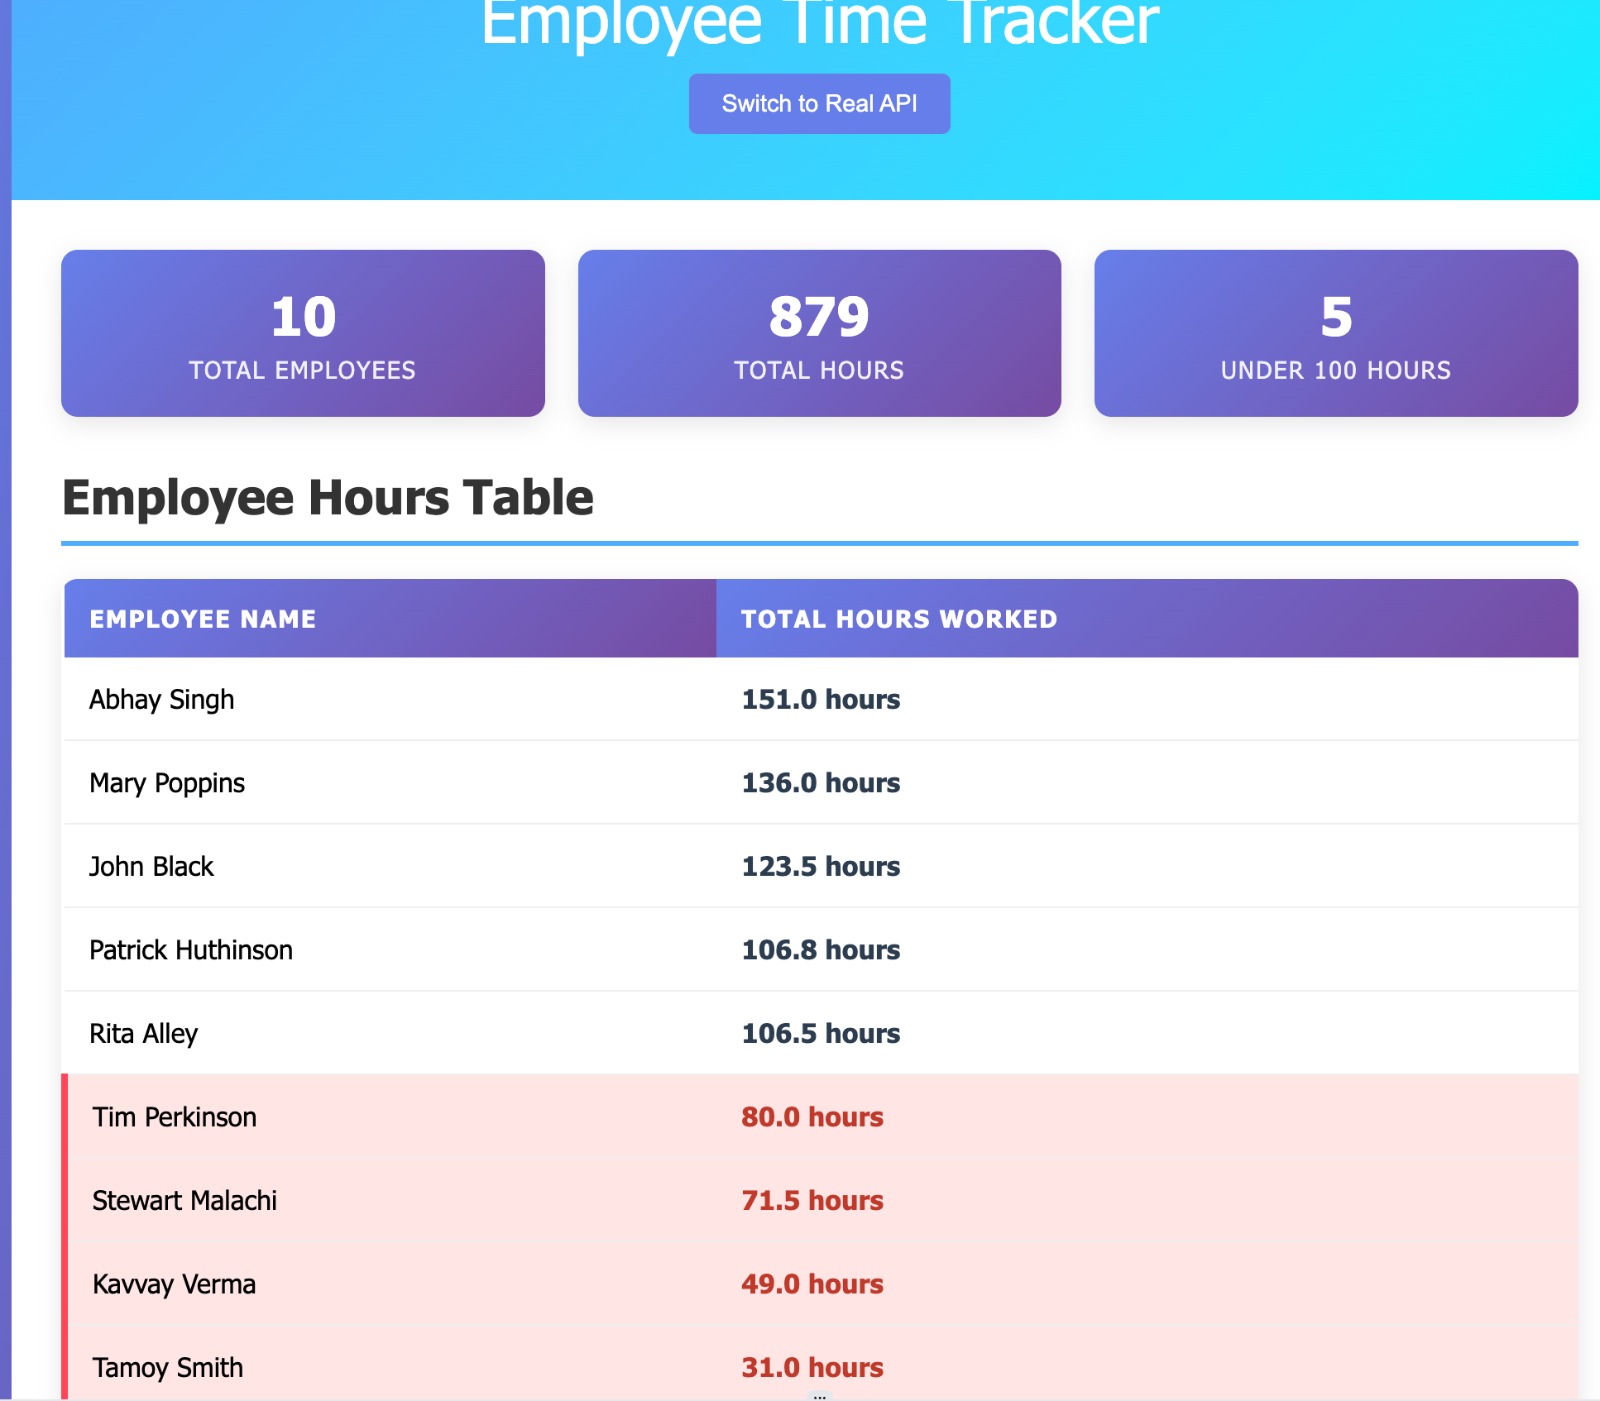 Employee Time Tracker
Switch to Real API
10
TOTAL EMPLOYEES
879
TOTAL HOURS
5
UNDER 100 HOURS
Employee Hours Table
EMPLOYEE NAME TOTAL HOURS WORKED
Abhay Singh 151.0 hours
Mary Poppins 136.0 hours
John Black 123.5 hours
Patrick Huthinson 106.8 hours
Rita Alley 106.5 hours
Tim Perkinson 80.0 hours
Stewart Malachi 71.5 hours
Kavvay Verma 49.0 hours
Tamoy Smith 31.0 hours